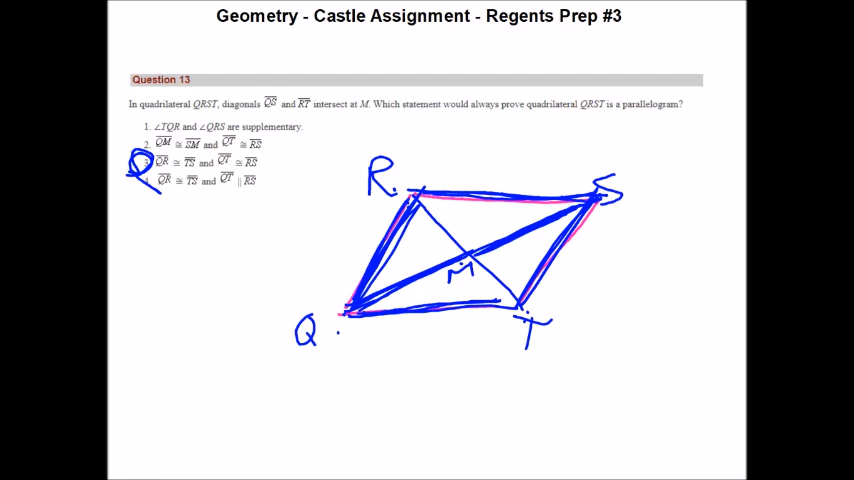 Geometry - Castle Assignment - Regents Prep #3
Question 13
In quadrilateral QRST, diagonals QS and RT intersect at M. Which statement would always prove quadrilateral QRST is a parallelogram?
1. ∠TQR and ∠QRS are supplementary.
2. QM ≅ SM and QT ≅ RS
3. QR ≅ TS and QT ≅ RS
4. QR ≅ TS and QT ∥ RS
R S
M
Q T